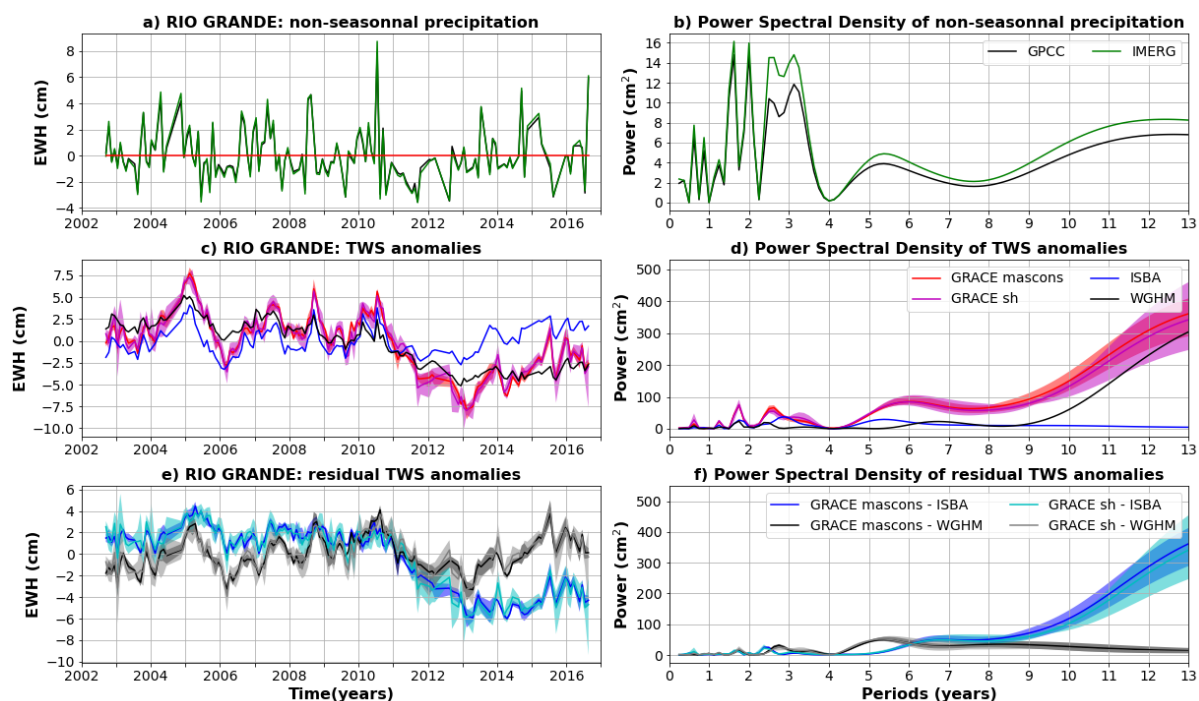 a) RIO GRANDE: non-seasonnal precipitation
EWH (cm)
8
6
4
2
0
−2
−4
2002 2004 2006 2008 2010 2012 2014 2016
b) Power Spectral Density of non-seasonnal precipitation
Power (cm²)
16
14
12
10
8
6
4
2
0
GPCC IMERG
0 1 2 3 4 5 6 7 8 9 10 11 12 13
c) RIO GRANDE: TWS anomalies
EWH (cm)
7.5
5.0
2.5
0.0
−2.5
−5.0
−7.5
−10.0
2002 2004 2006 2008 2010 2012 2014 2016
d) Power Spectral Density of TWS anomalies
Power (cm²)
500
400
300
200
100
0
GRACE mascons ISBA
GRACE sh WGHM
0 1 2 3 4 5 6 7 8 9 10 11 12 13
e) RIO GRANDE: residual TWS anomalies
EWH (cm)
6
4
2
0
−2
−4
−6
−8
−10
2002 2004 2006 2008 2010 2012 2014 2016
Time(years)
f) Power Spectral Density of residual TWS anomalies
Power (cm²)
500
400
300
200
100
0
GRACE mascons - ISBA GRACE sh - ISBA
GRACE mascons - WGHM GRACE sh - WGHM
0 1 2 3 4 5 6 7 8 9 10 11 12 13
Periods (years)